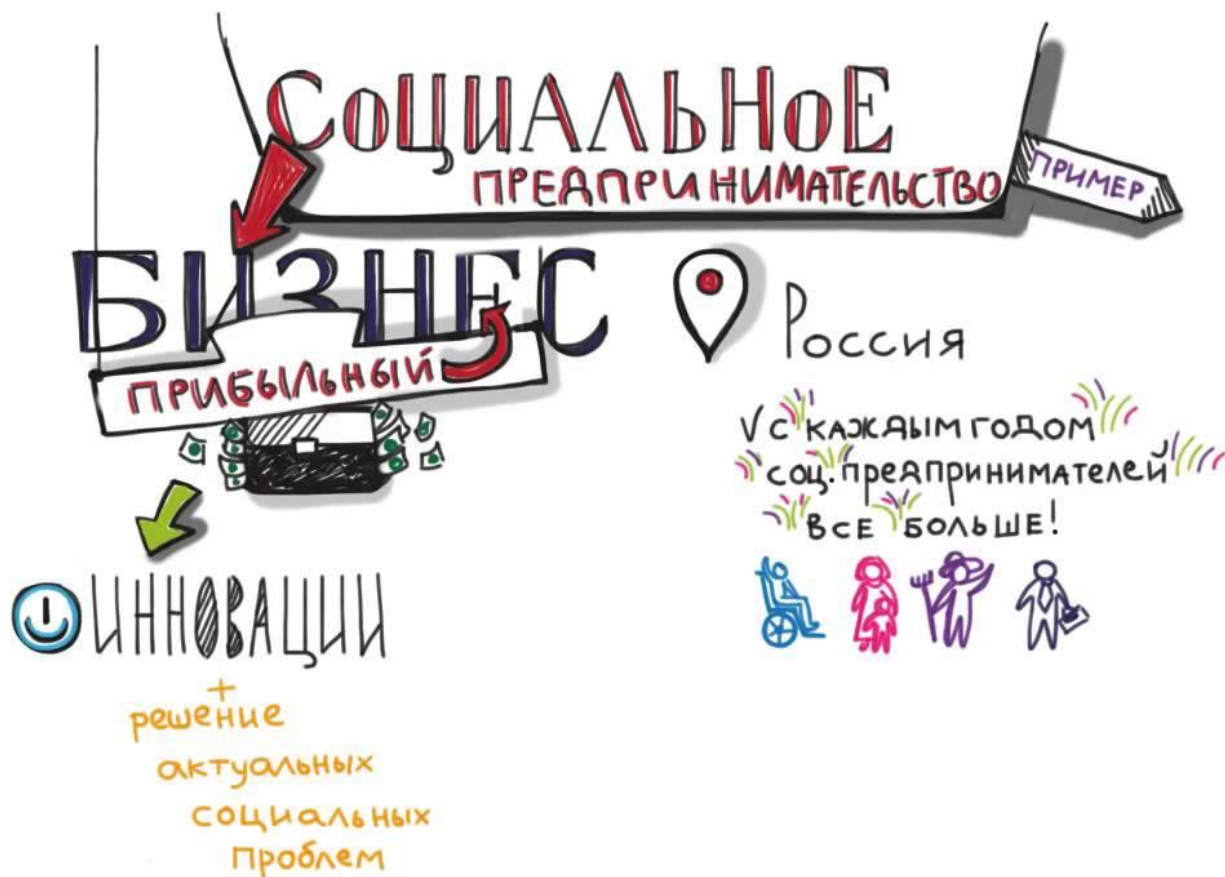 СОЦИАЛЬНОЕ
ПРЕДПРИНИМАТЕЛЬСТВО
ПРИМЕР
БИЗНЕС
ПРИБЫЛЬНЫЙ
ИННОВАЦИИ
+
решение
актуальных
социальных
проблем
Россия
√ С КАЖДЫМ ГОДОМ
соц. предпринимателей
ВСЕ БОЛЬШЕ!